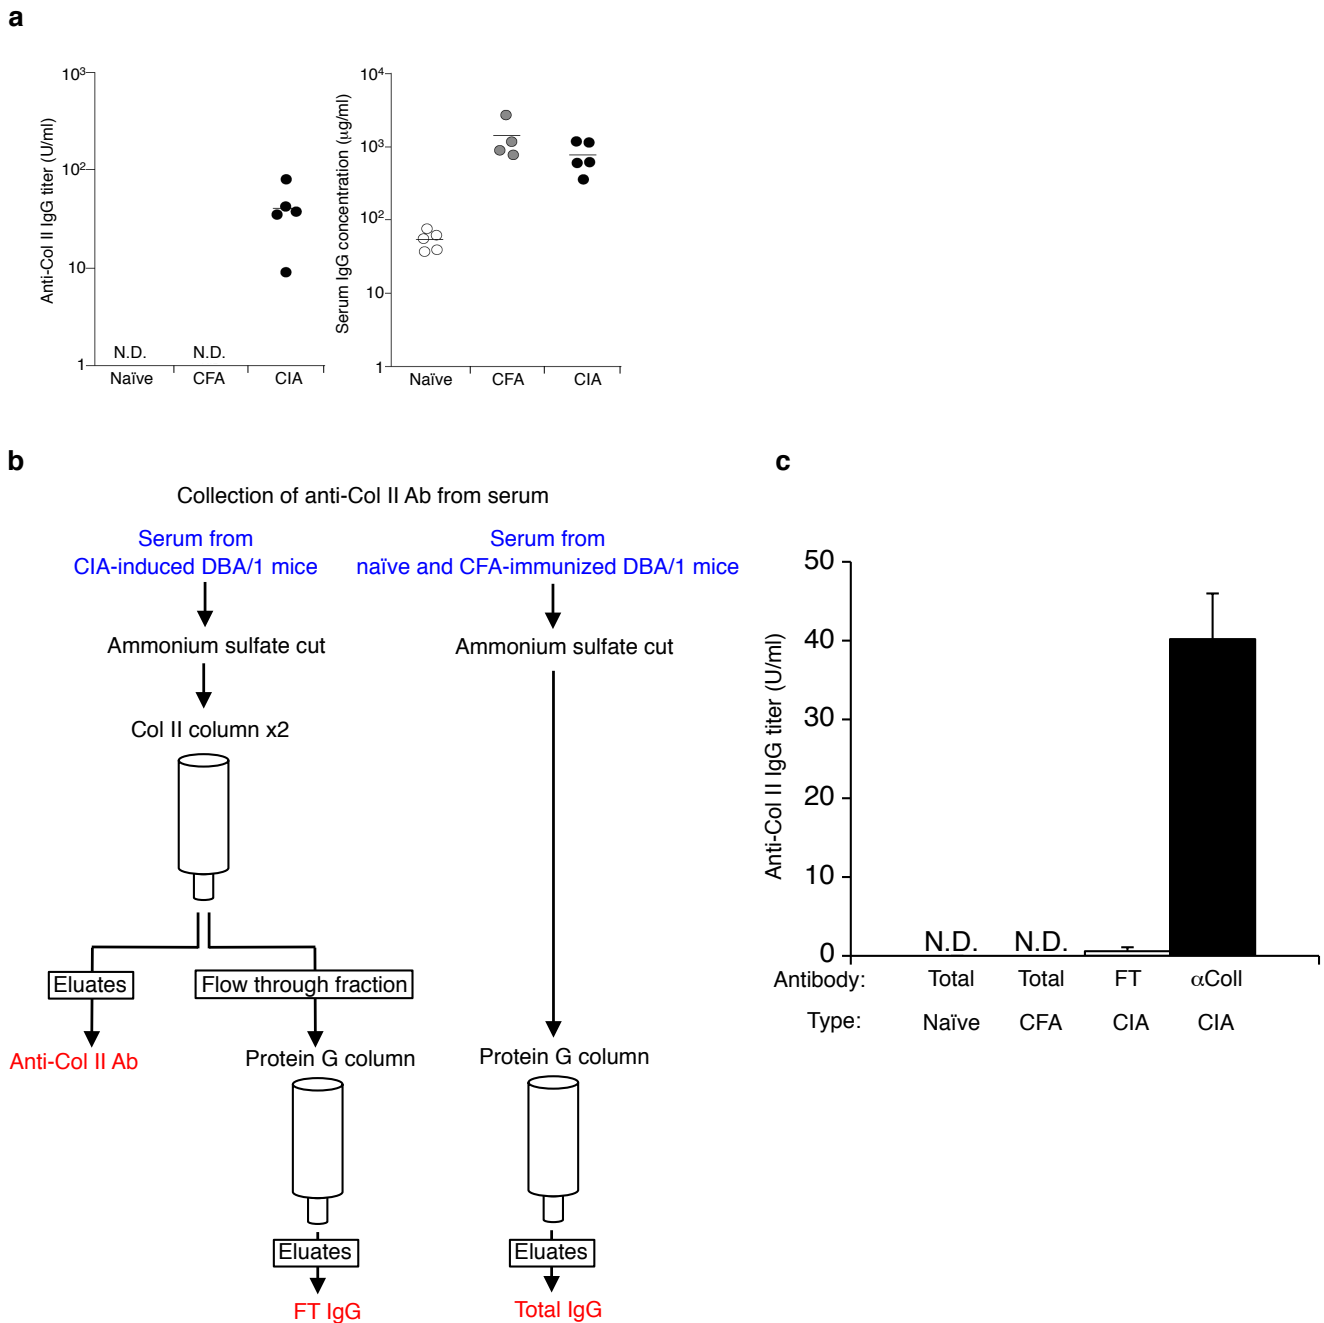 a
Anti-Col II IgG titer (U/ml)
10³
10²
10
1
N.D.
N.D.
Naïve
CFA
CIA
Serum IgG concentration (µg/ml)
10⁴
10³
10²
10
1
Naïve
CFA
CIA
b
Collection of anti-Col II Ab from serum
Serum from
CIA-induced DBA/1 mice
Serum from
naïve and CFA-immunized DBA/1 mice
Ammonium sulfate cut
Ammonium sulfate cut
Col II column x2
Eluates
Flow through fraction
Anti-Col II Ab
Protein G column
Protein G column
Eluates
Eluates
FT IgG
Total IgG
c
Anti-Col II IgG titer (U/ml)
50
40
30
20
10
0
N.D.
N.D.
Antibody: Total Total FT αColl
Type: Naïve CFA CIA CIA